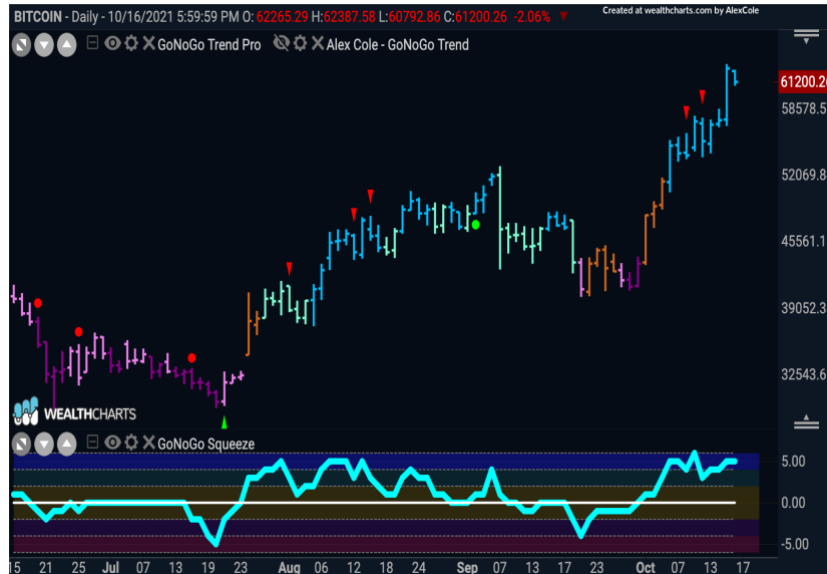 Created at wealthcharts.com by AlexCole
BITCOIN - Daily - 10/16/2021 5:59:59 PM O: 62265.29 H:62387.58 L:60792.86 C:61200.26 -2.06%
GoNoGo Trend Pro Alex Cole - GoNoGo Trend
61200.26
58578.5
52069.8
45561.1
39052.3
32543.6
WEALTHCHARTS
GoNoGo Squeeze
5.00
0.00
-5.00
15 21 25 Jul 07 13 19 23 Aug 06 12 18 24 Sep 07 13 17 23 Oct 07 13 17